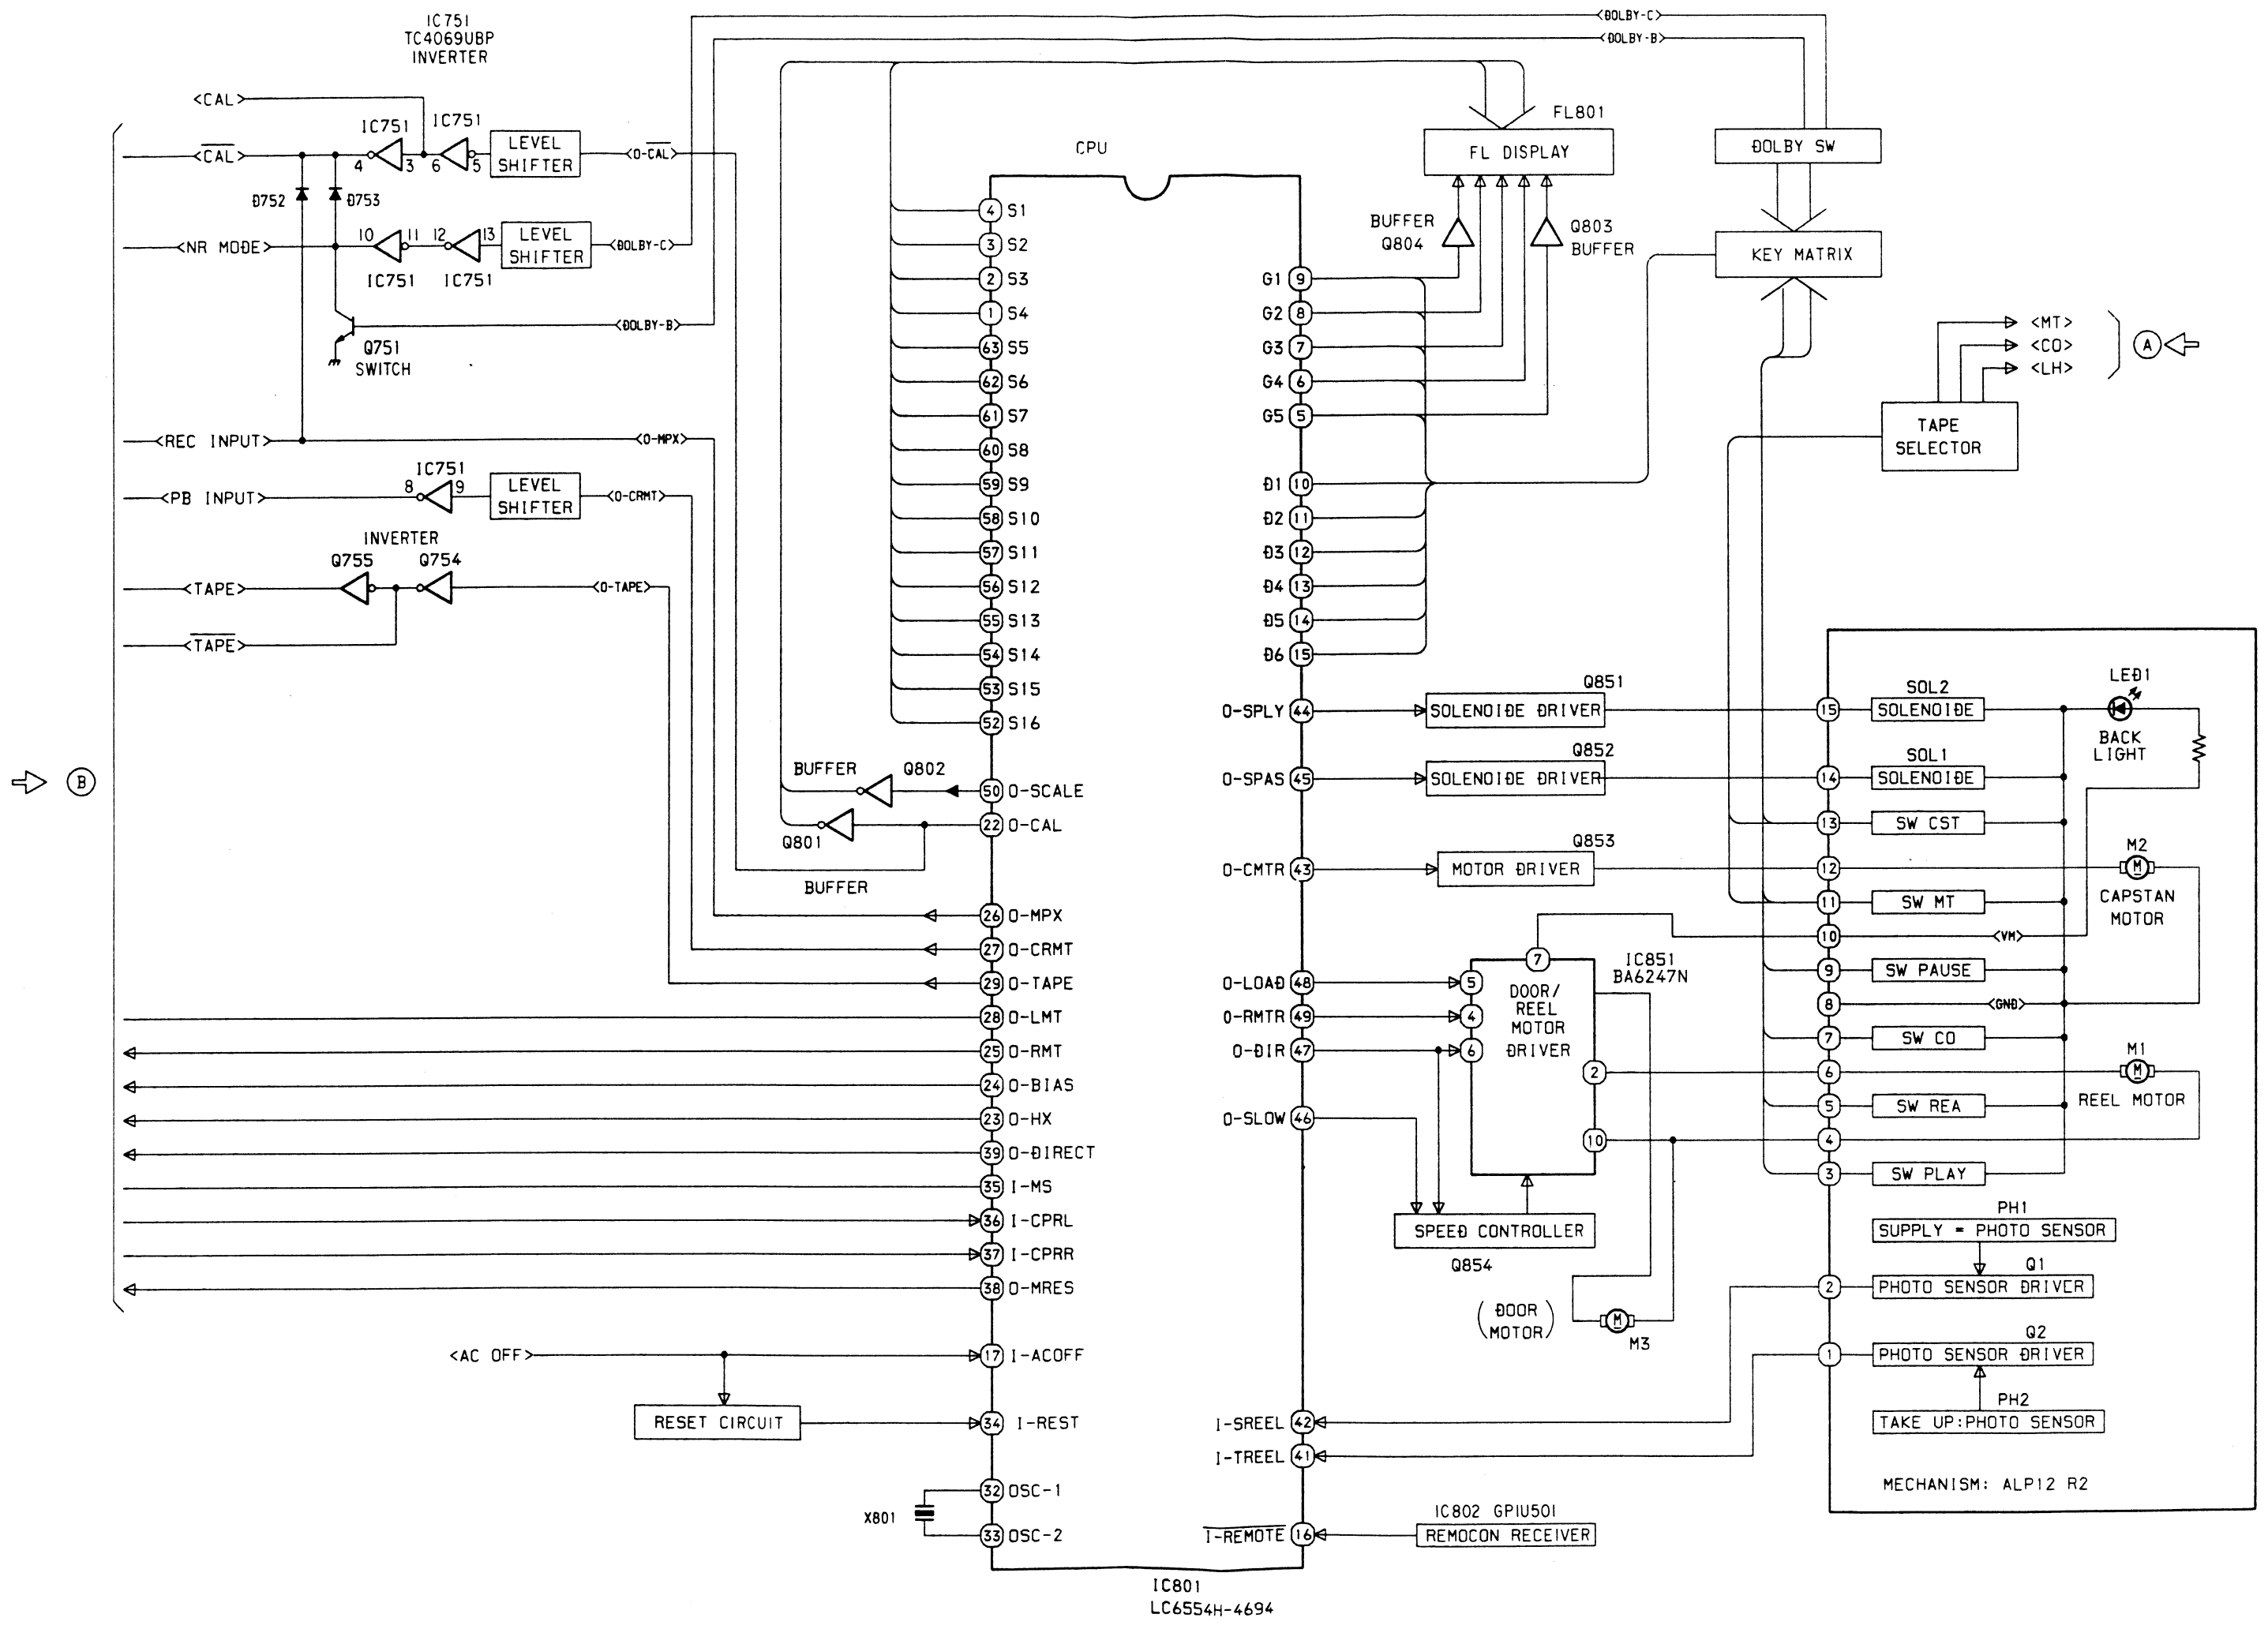 IC751
TC4069UBP
INVERTER
<DOLBY-C>
<DOLBY-B>
<CAL>
IC751
IC751
<CAL>
4
3
6
5
LEVEL
SHIFTER
<O-CAL>
D752
D753
<NR MODE>
10
11
12
13
LEVEL
SHIFTER
<DOLBY-C>
IC751
IC751
<DOLBY-B>
Q751
SWITCH
<REC INPUT>
<O-MPX>
IC751
<PB INPUT>
8
9
LEVEL
SHIFTER
<O-CRMT>
INVERTER
Q755
Q754
<TAPE>
<O-TAPE>
<TAPE>
B
CPU
4 S1
3 S2
2 S3
1 S4
63 S5
62 S6
61 S7
60 S8
59 S9
58 S10
57 S11
56 S12
55 S13
54 S14
53 S15
52 S16
BUFFER
Q802
50 O-SCALE
22 O-CAL
Q801
BUFFER
26 O-MPX
27 O-CRMT
29 O-TAPE
28 O-LMT
25 O-RMT
24 O-BIAS
23 O-HX
39 O-DIRECT
35 I-MS
36 I-CPRL
37 I-CPRR
38 O-MRES
<AC OFF>
17 I-ACOFF
RESET CIRCUIT
34 I-REST
X801
32 OSC-1
33 OSC-2
G1 9
G2 8
G3 7
G4 6
G5 5
D1 10
D2 11
D3 12
D4 13
D5 14
D6 15
O-SPLY 44
O-SPAS 45
O-CMTR 43
O-LOAD 48
O-RMTR 49
O-DIR 47
O-SLOW 46
I-SREEL 42
I-TREEL 41
I-REMOTE 16
IC801
LC6554H-4694
FL801
FL DISPLAY
BUFFER
Q804
Q803
BUFFER
DOLBY SW
KEY MATRIX
<MT>
<CO>
<LH>
A
TAPE
SELECTOR
Q851
SOLENOIDE DRIVER
Q852
SOLENOIDE DRIVER
Q853
MOTOR DRIVER
IC851
BA6247N
7
5
4
6
2
10
DOOR/
REEL
MOTOR
DRIVER
SPEED CONTROLLER
Q854
(DOOR
MOTOR)
M
M3
IC802 GPIU501
REMOCON RECEIVER
15
SOL2
SOLENOIDE
LED1
BACK
LIGHT
14
SOL1
SOLENOIDE
13
SW CST
12
M2
M
CAPSTAN
MOTOR
11
SW MT
10
<VM>
9
SW PAUSE
8
<GND>
7
SW CO
6
M1
M
REEL MOTOR
5
SW REA
4
3
SW PLAY
PH1
SUPPLY = PHOTO SENSOR
Q1
2
PHOTO SENSOR DRIVER
Q2
1
PHOTO SENSOR DRIVER
PH2
TAKE UP:PHOTO SENSOR
MECHANISM: ALP12 R2